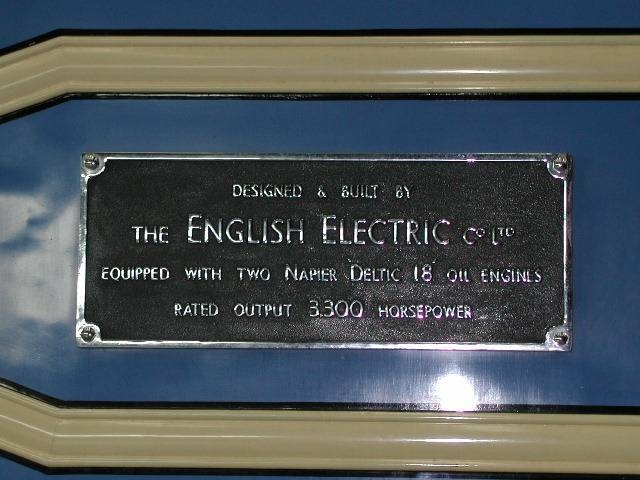 DESIGNED & BUILT BY
THE ENGLISH ELECTRIC CO LTD
EQUIPPED WITH TWO NAPIER 'DELTIC 18' OIL ENGINES
RATED OUTPUT 3,300 HORSEPOWER